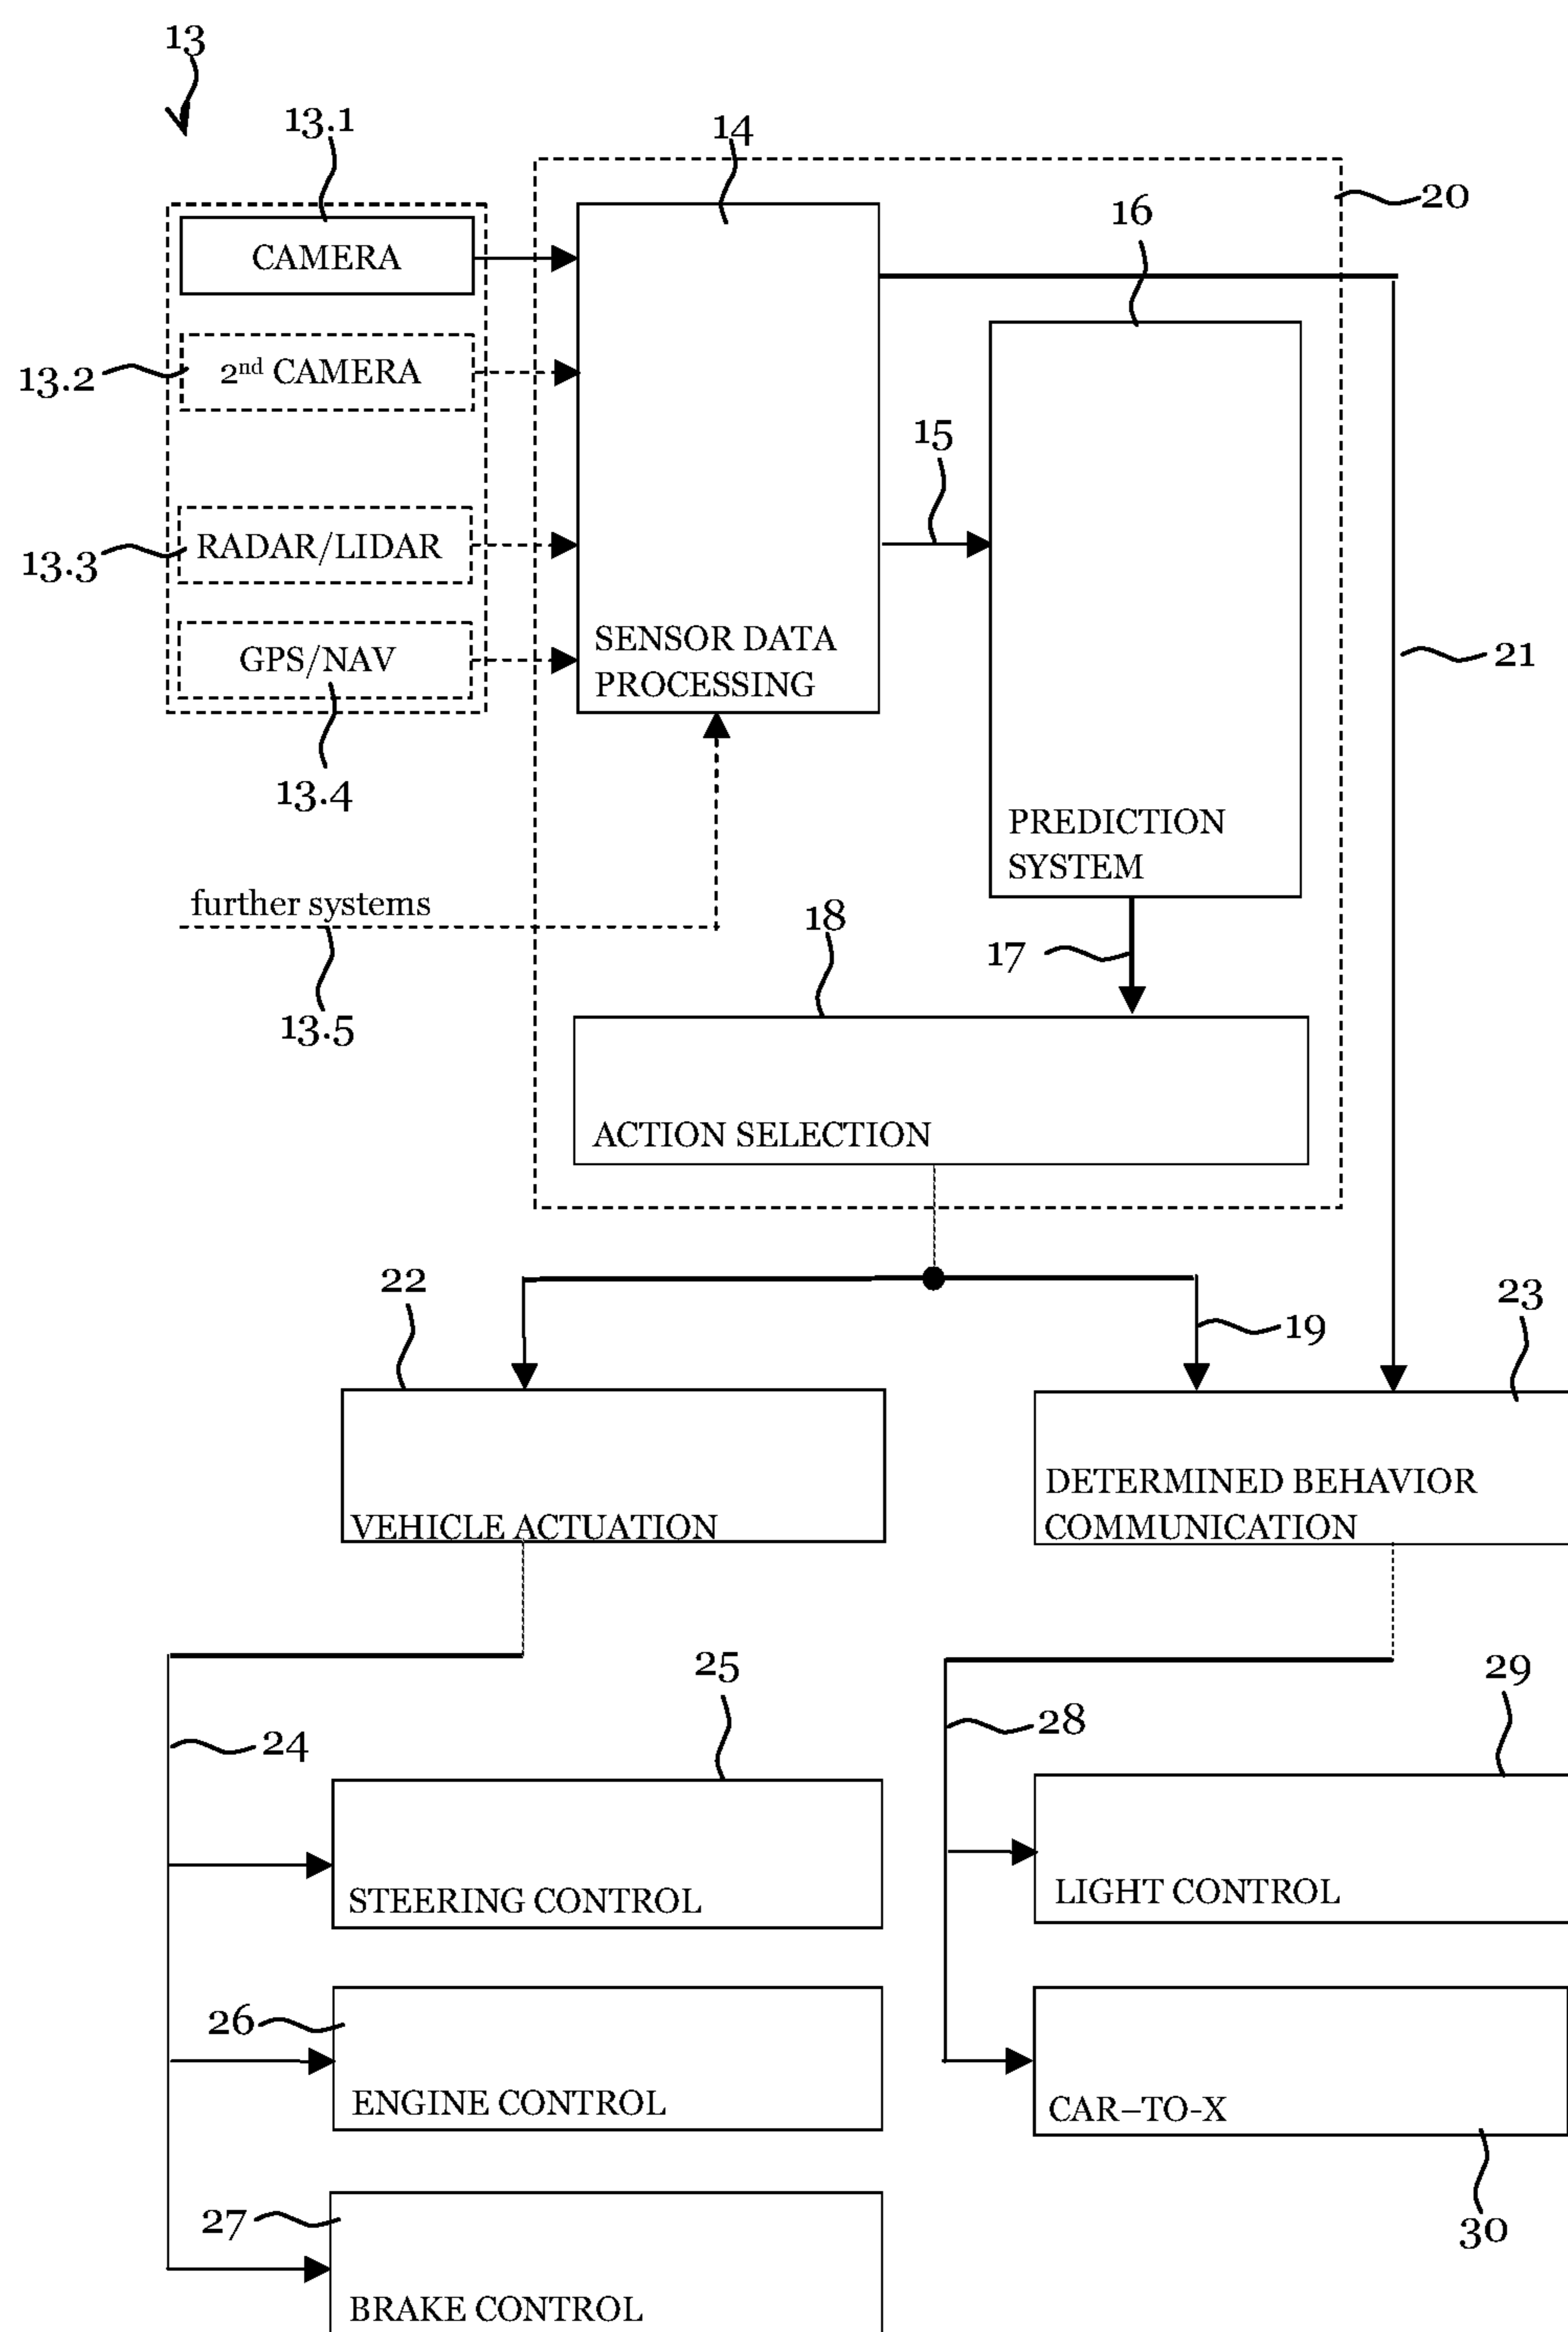 13
13.1
14
20
16
CAMERA
13.2
2nd CAMERA
15
13.3
RADAR/LIDAR
SENSOR DATA
PROCESSING
GPS/NAV
21
13.4
PREDICTION
SYSTEM
further systems
18
17
13.5
ACTION SELECTION
22
23
19
DETERMINED BEHAVIOR
COMMUNICATION
VEHICLE ACTUATION
25
29
24
28
STEERING CONTROL
LIGHT CONTROL
26
ENGINE CONTROL
CAR–TO-X
27
30
BRAKE CONTROL